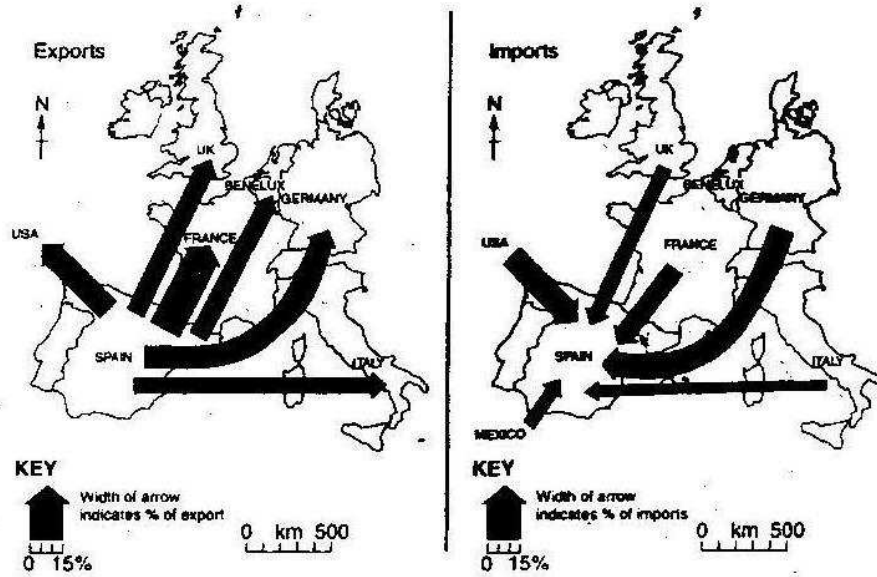 Exports
N
UK
BENELUX
GERMANY
USA
FRANCE
SPAIN
ITALY
KEY
Width of arrow
indicates % of export
0 15%
0 km 500
Imports
N
UK
BENELUX
GERMANY
USA
FRANCE
SPAIN
ITALY
MEXICO
KEY
Width of arrow
indicates % of imports
0 15%
0 km 500